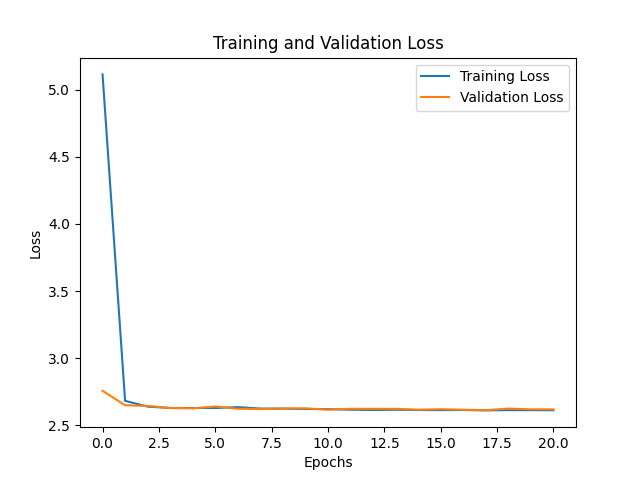 Training and Validation Loss
Training Loss
Validation Loss
5.0
4.5
4.0
3.5
3.0
2.5
Loss
0.0 2.5 5.0 7.5 10.0 12.5 15.0 17.5 20.0
Epochs